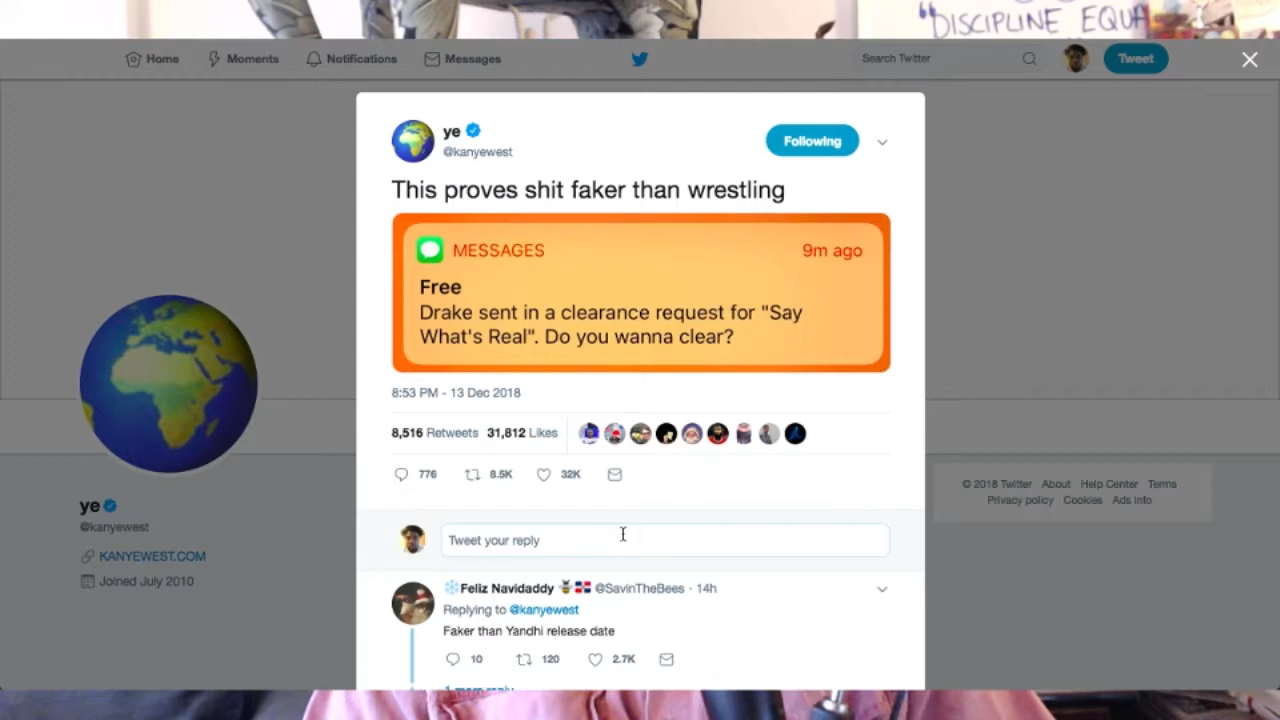 "DISCIPLINE EQUA
Home Moments Notifications Messages Search Twitter Tweet
ye
@kanyewest
Following
This proves shit faker than wrestling
MESSAGES 9m ago
Free
Drake sent in a clearance request for "Say
What's Real". Do you wanna clear?
8:53 PM - 13 Dec 2018
8,516 Retweets 31,812 Likes
776 8.5K 32K
Tweet your reply
Feliz Navidaddy @SavinTheBees · 14h
Replying to @kanyewest
Faker than Yandhi release date
10 120 2.7K
1 more reply
ye
@kanyewest
KANYEWEST.COM
Joined July 2010
© 2018 Twitter About Help Center Terms
Privacy policy Cookies Ads info